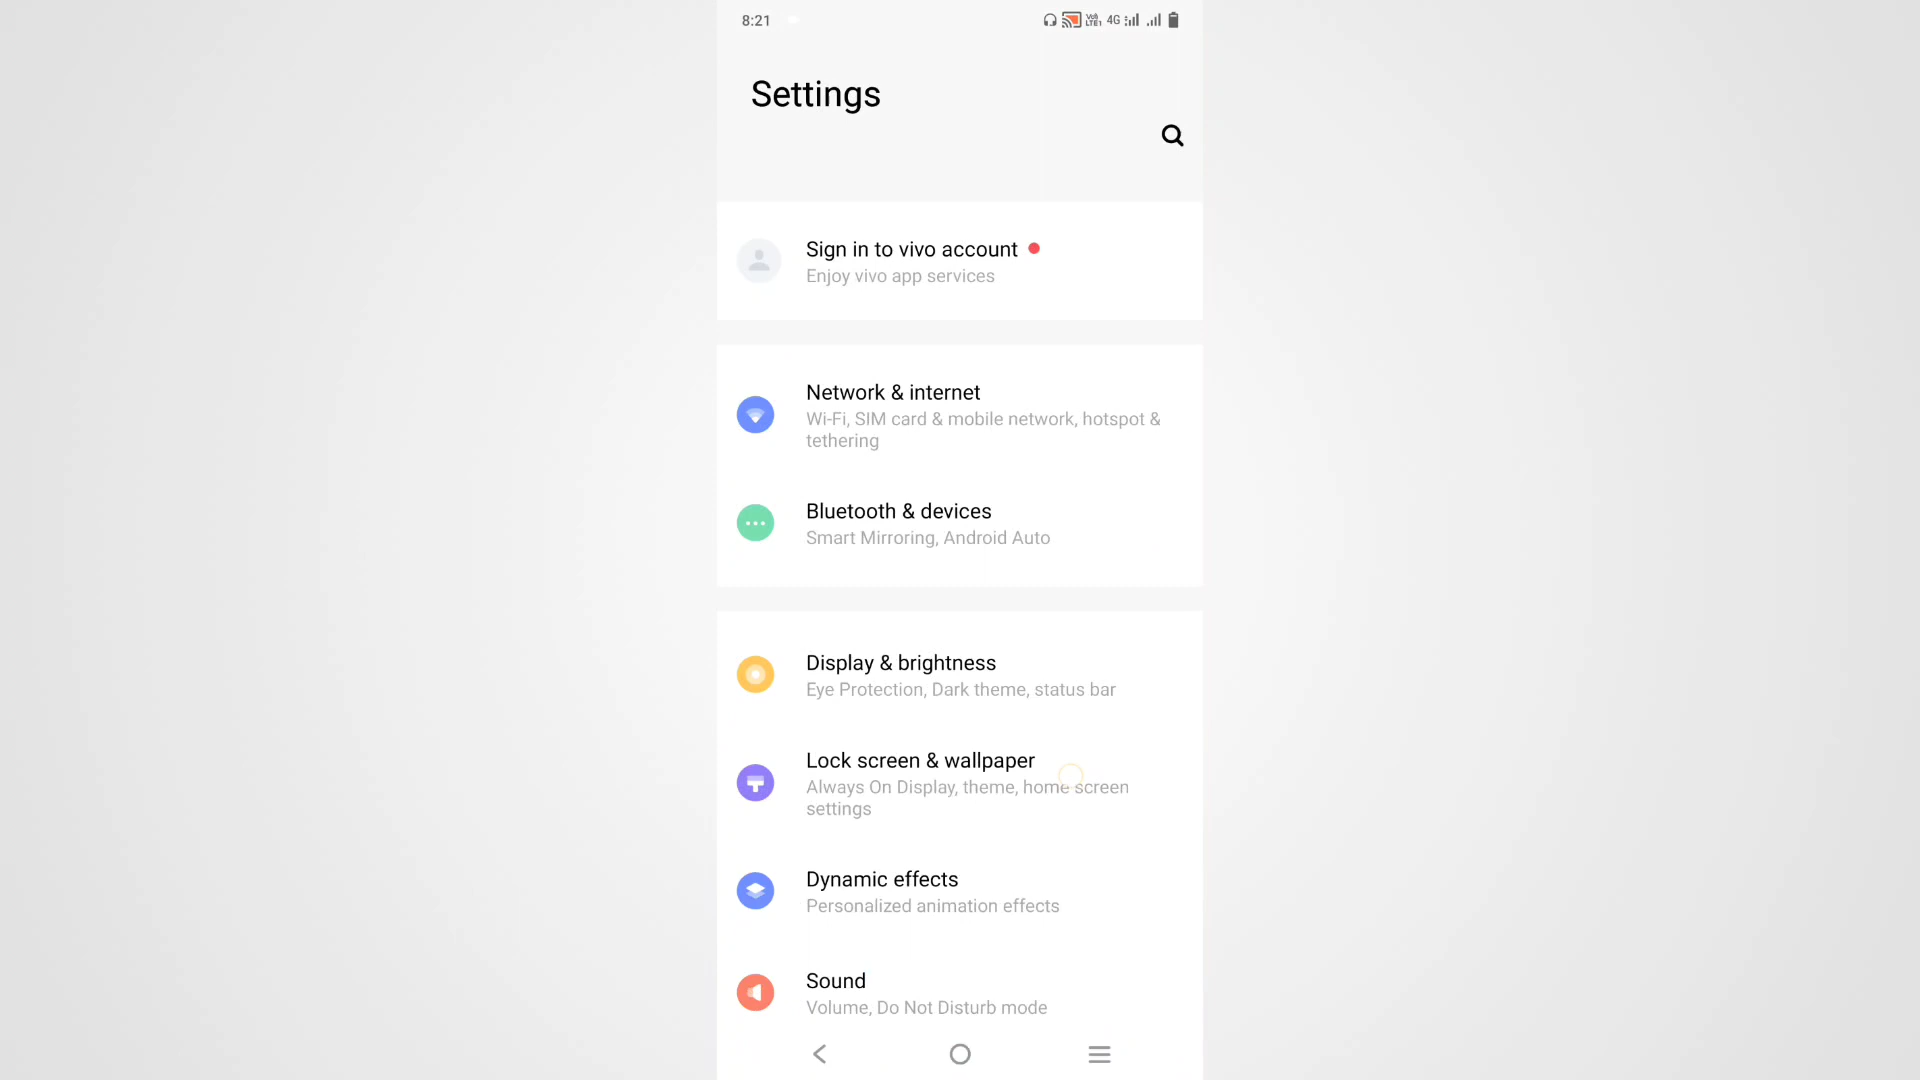 8:21
Vo) LTE1 4G
Settings
Sign in to vivo account
Enjoy vivo app services
Network & internet
Wi-Fi, SIM card & mobile network, hotspot &
tethering
Bluetooth & devices
Smart Mirroring, Android Auto
Display & brightness
Eye Protection, Dark theme, status bar
Lock screen & wallpaper
Always On Display, theme, home screen
settings
Dynamic effects
Personalized animation effects
Sound
Volume, Do Not Disturb mode